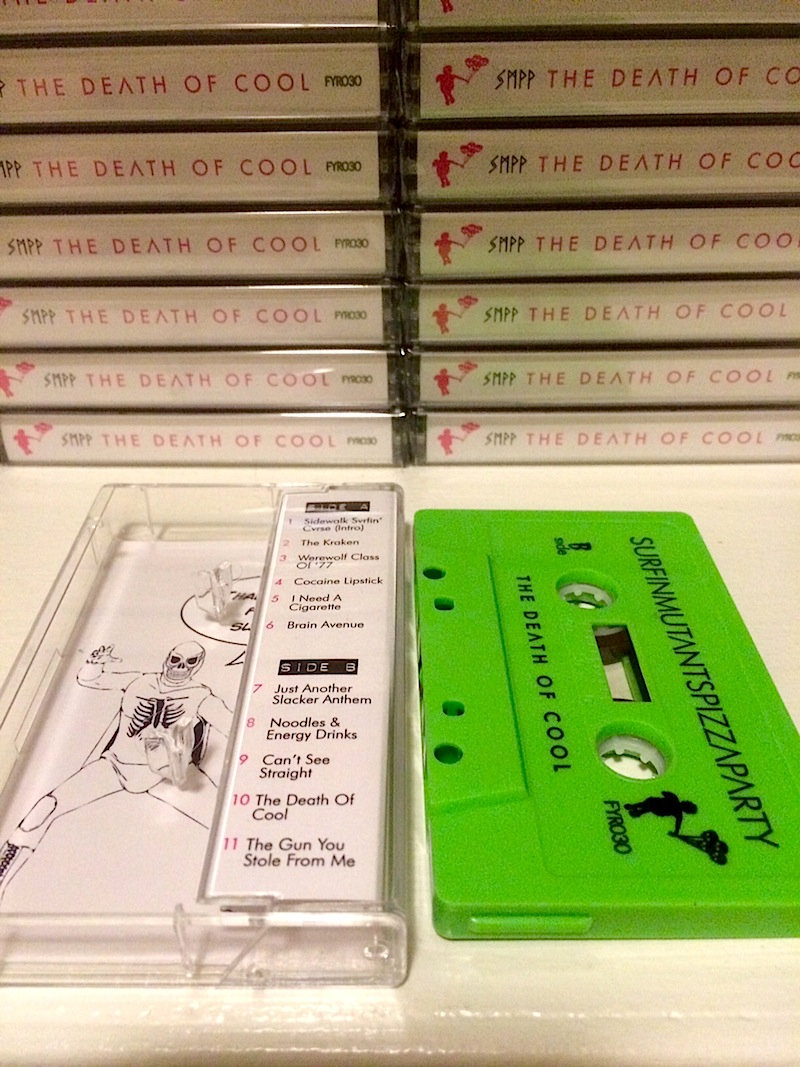 THE DEATH OF COOL FYR030
SMPP THE DEATH OF CO
THE DEATH OF COOL FYR030
SMPP THE DEATH OF COO
SMPP THE DEATH OF COOL FYR030
SMPP THE DEATH OF COO
SMPP THE DEATH OF COOL FYR030
SMPP THE DEATH OF COOL
SMPP THE DEATH OF COOL FYR030
SMPP THE DEATH OF COOL
SMPP THE DEATH OF COOL FYR030
SMPP THE DEATH OF COOL FYR030
SIDE A
1 Sidewalk Svrfin'
Cvrse (Intro)
2 The Kraken
3 Werewolf Class
Of '77
4 Cocaine Lipstick
5 I Need A
Cigarette
6 Brain Avenue
SIDE B
7 Just Another
Slacker Anthem
8 Noodles &
Energy Drinks
9 Can't See
Straight
10 The Death Of
Cool
11 The Gun You
Stole From Me
SURFINMUTANTSPIZZAPARTY
B
side
THE DEATH OF COOL
FYR030